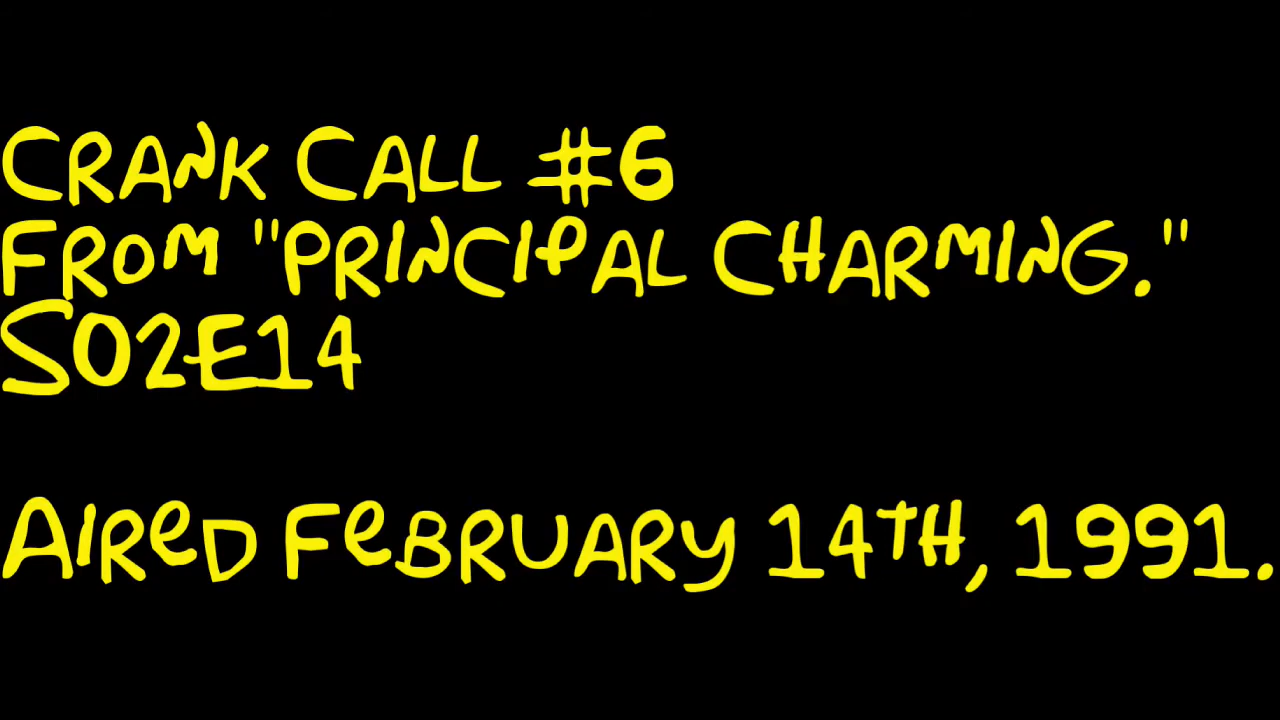 CRANK CALL #6
FROM "PRINCIPAL CHARMING."
S02E14
AIRED FEBRUARY 14TH, 1991.